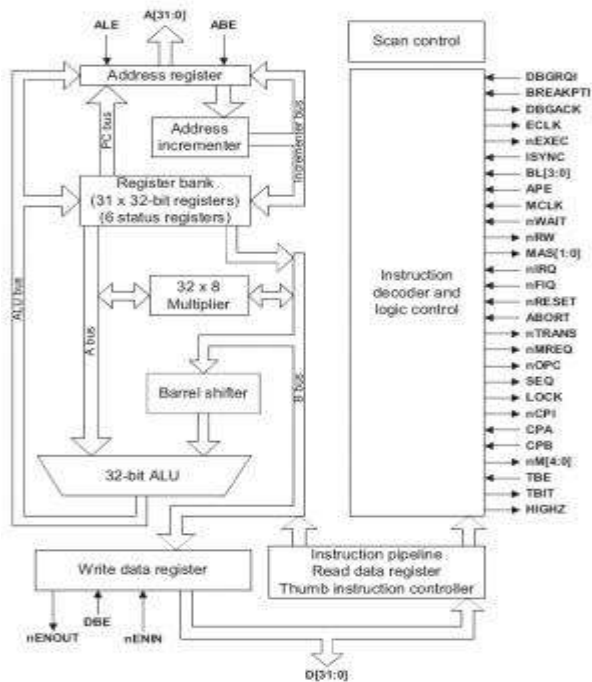 A[31:0]
ALE
ABE
Scan control
Address register
PC bus
Address
incrementer
Incrementer bus
Register bank
(31 x 32-bit registers)
(6 status registers)
ALU bus
A bus
32 x 8
Multiplier
B bus
Barrel shifter
32-bit ALU
Instruction
decoder and
logic control
DBGRQI
BREAKPTI
DBGACK
ECLK
nEXEC
ISYNC
BL[3:0]
APE
MCLK
nWAIT
nRW
MAS[1:0]
nIRQ
nFIQ
nRESET
ABORT
nTRANS
nMREQ
nOPC
SEQ
LOCK
nCPI
CPA
CPB
nM[4:0]
TBE
TBIT
HIGHZ
Write data register
Instruction pipeline
Read data register
Thumb instruction controller
nENOUT
DBE
nENIN
D[31:0]